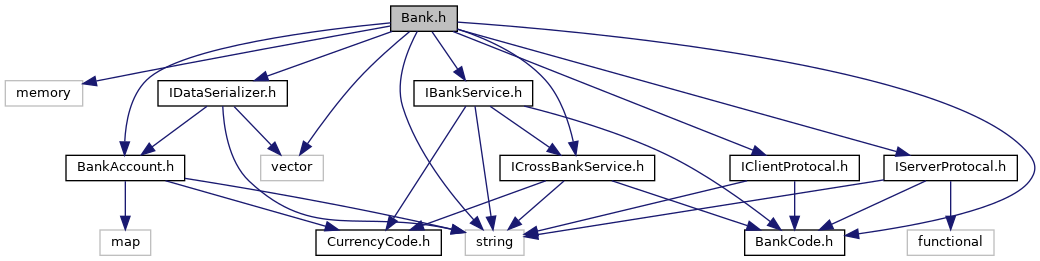 Bank.h
memory
IDataSerializer.h
IBankService.h
BankAccount.h
vector
ICrossBankService.h
IClientProtocal.h
IServerProtocal.h
map
CurrencyCode.h
string
BankCode.h
functional